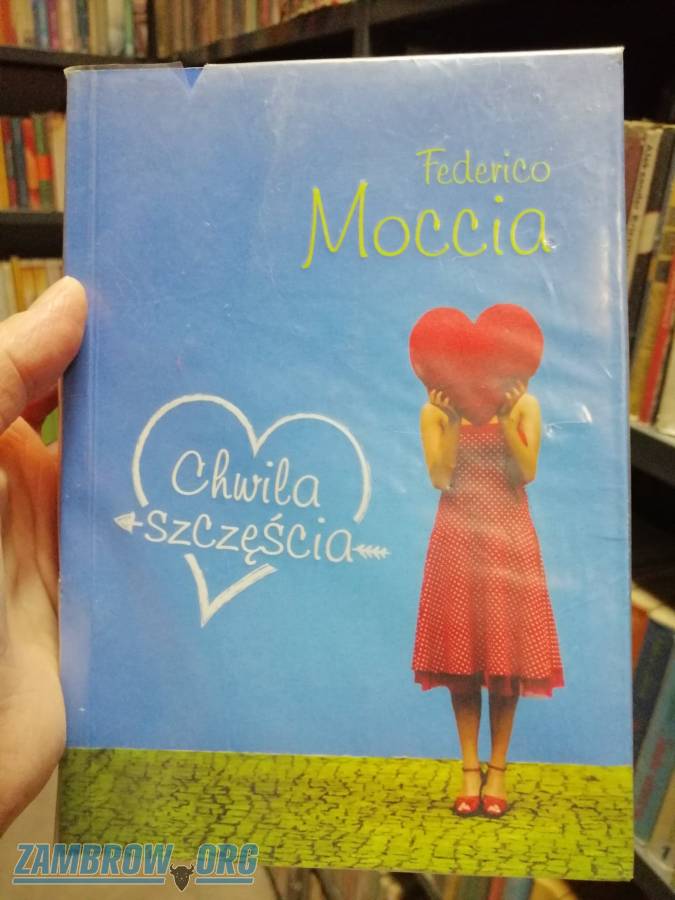 Federico
Moccia
Chwila
szczęścia
ZAMBROW.ORG